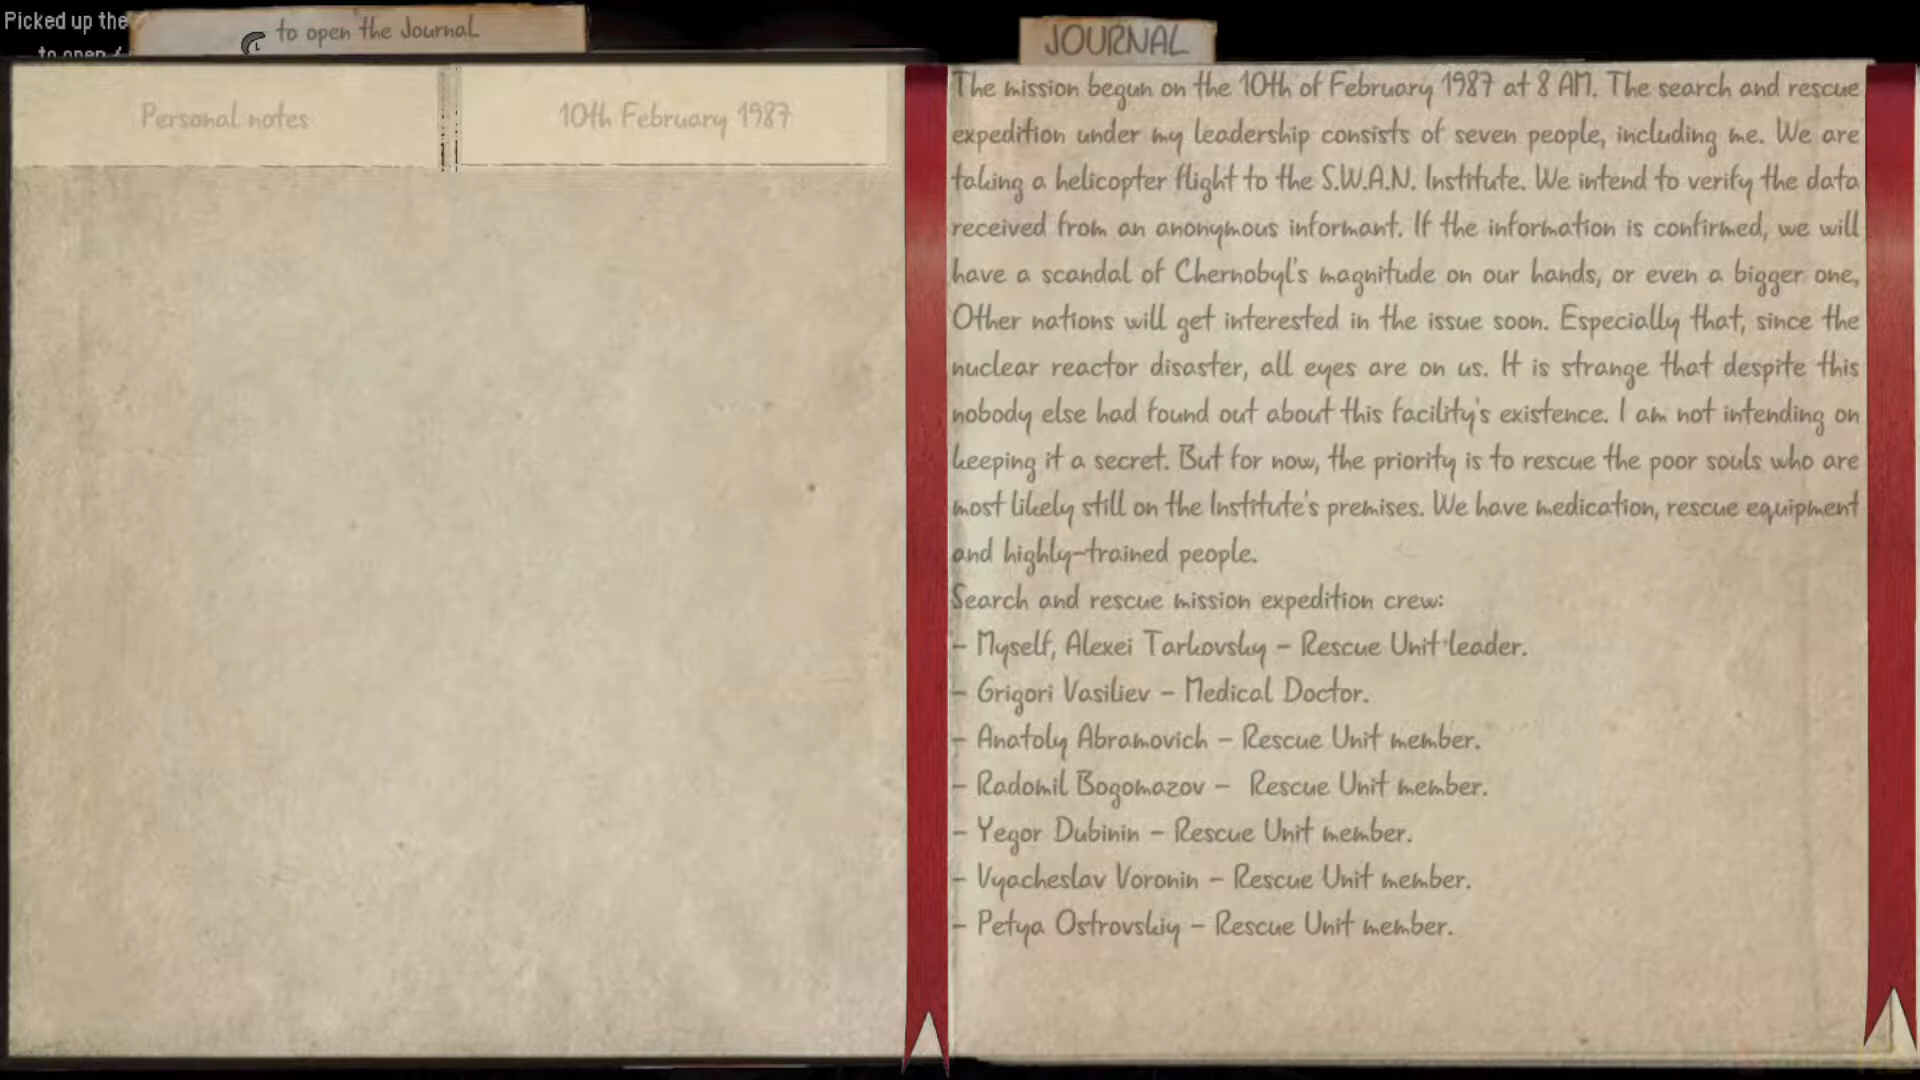 Picked up the
to open
to open the Journal
JOURNAL
Personal notes
10th February 1987
The mission begun on the 10th of February 1987 at 8 AM. The search and rescue
expedition under my leadership consists of seven people, including me. We are
taking a helicopter flight to the S.W.A.N. Institute. We intend to verify the data
received from an anonymous informant. If the information is confirmed, we will
have a scandal of Chernobyl's magnitude on our hands, or even a bigger one,
Other nations will get interested in the issue soon. Especially that, since the
nuclear reactor disaster, all eyes are on us. It is strange that despite this
nobody else had found out about this facility's existence. I am not intending on
keeping it a secret. But for now, the priority is to rescue the poor souls who are
most likely still on the Institute's premises. We have medication, rescue equipment
and highly-trained people.
Search and rescue mission expedition crew:
- Myself, Alexei Tarkovsky - Rescue Unit leader.
- Grigori Vasiliev - Medical Doctor.
- Anatoly Abramovich - Rescue Unit member.
- Radomil Bogomazov - Rescue Unit member.
- Yegor Dubinin - Rescue Unit member.
- Vyacheslav Voronin - Rescue Unit member.
- Petya Ostrovskiy - Rescue Unit member.